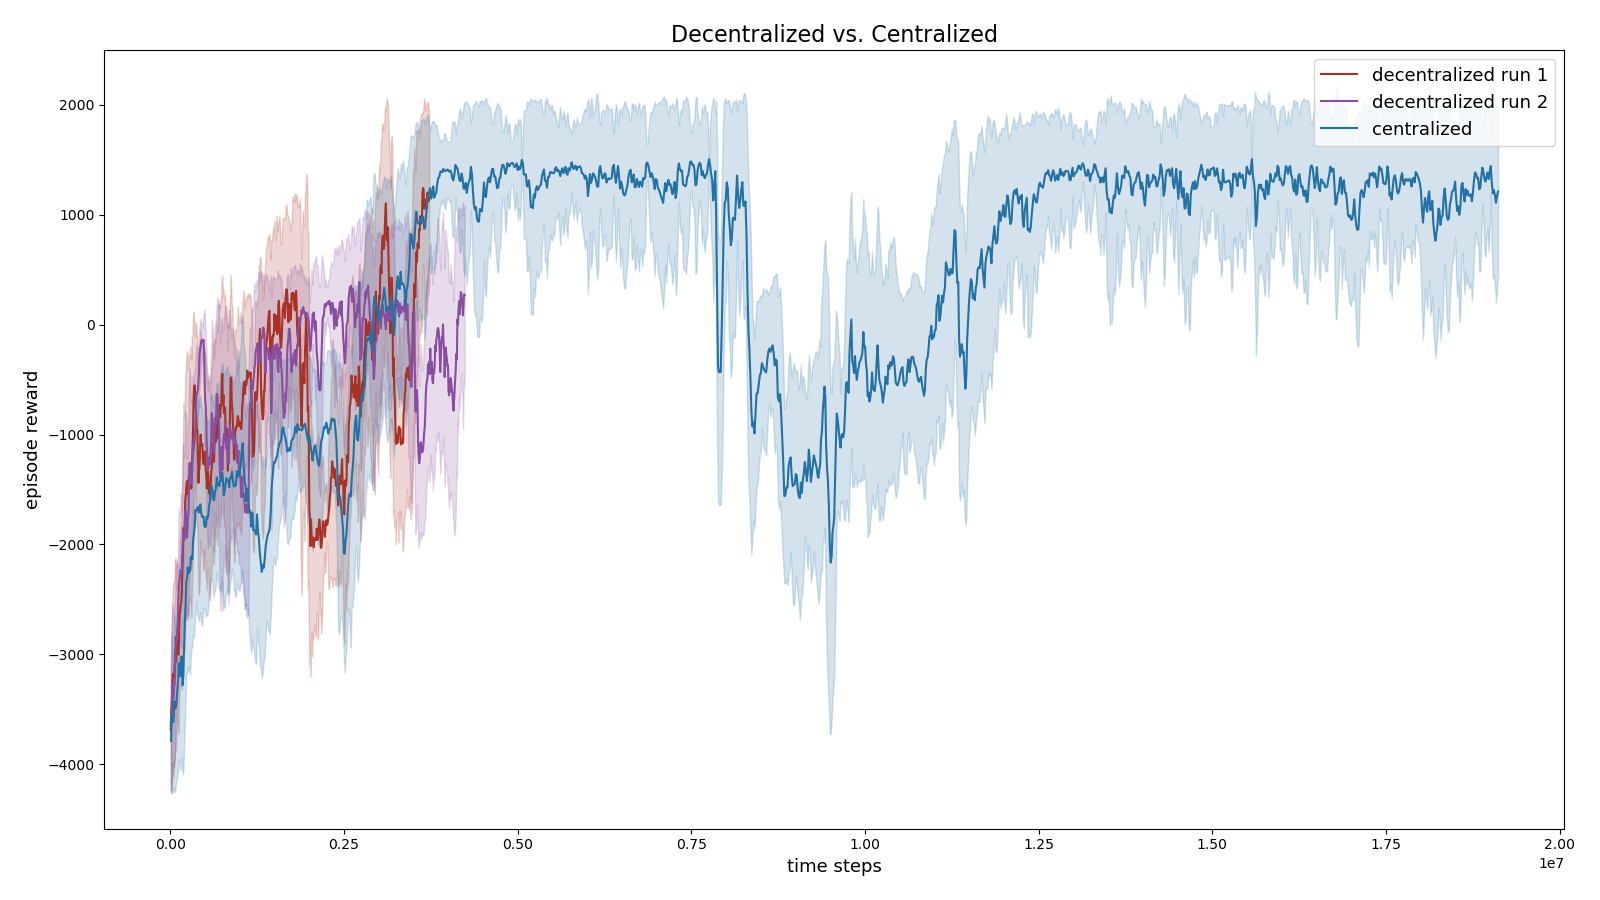 Decentralized vs. Centralized
decentralized run 1
decentralized run 2
centralized
episode reward
2000
1000
0
−1000
−2000
−3000
−4000
0.00 0.25 0.50 0.75 1.00 1.25 1.50 1.75 2.00
1e7
time steps